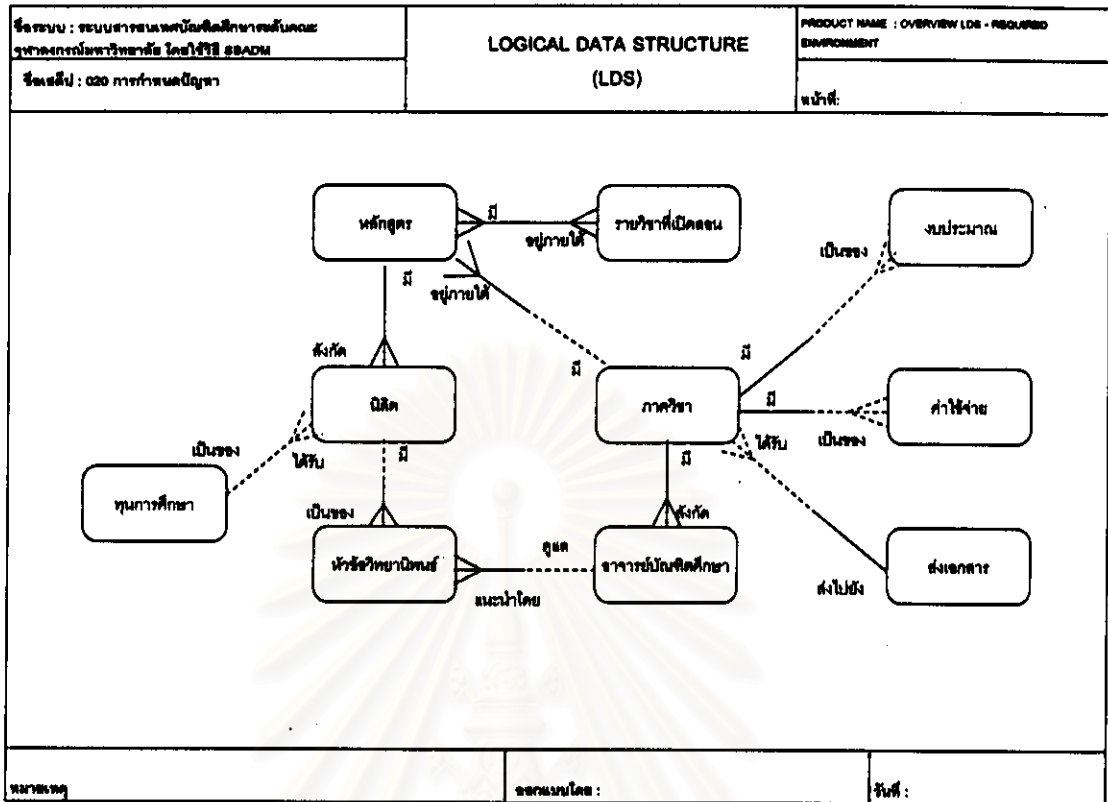 ชื่อระบบ : ระบบสารสนเทศบัณฑิตศึกษาระดับคณะ
จุฬาลงกรณ์มหาวิทยาลัย โดยใช้วิธี SSADM
ชื่อสเต็ป : 020 การกำหนดปัญหา
LOGICAL DATA STRUCTURE
(LDS)
PRODUCT NAME : OVERVIEW LDS - REQUIRED
ENVIRONMENT
หน้าที่:
หลักสูตร
มี
อยู่ภายใต้
รายวิชาที่เปิดสอน
งบประมาณ
เป็นของ
มี
อยู่ภายใต้
มี
มี
สังกัด
นิสิต
ภาควิชา
มี
เป็นของ
ค่าใช้จ่าย
เป็นของ
ได้รับ
มี
ได้รับ
มี
ทุนการศึกษา
เป็นของ
สังกัด
หัวข้อวิทยานิพนธ์
ดูแล
แนะนำโดย
อาจารย์บัณฑิตศึกษา
ส่งไปยัง
ส่งเอกสาร
หมายเหตุ
ออกแบบโดย :
วันที่ :